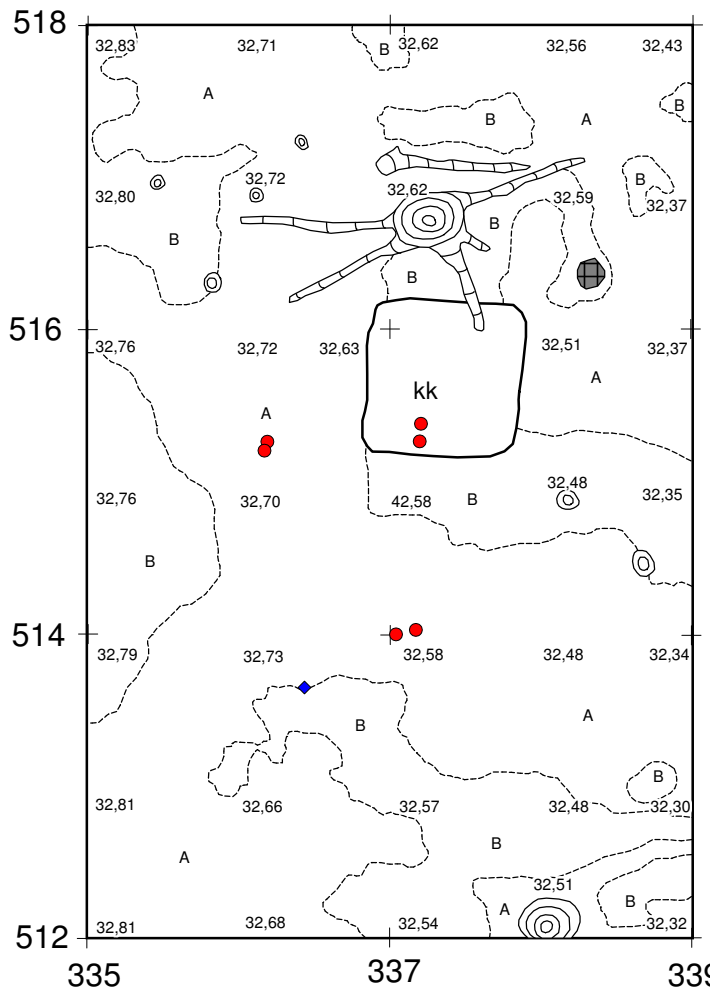 518
32,83 32,71 B 32,62 32,56 32,43
A B A B
32,72 B
32,80 32,62 32,59 32,37
B B
B
516
32,76 32,72 32,63 32,51 32,37
A
kk
A
32,76 32,70 42,58 B 32,48 32,35
B
514
32,79 32,73 32,58 32,48 32,34
A
B
B
32,81 32,66 32,57 32,48 32,30
B
A
32,51
B
A
32,81 32,68 32,54 32,32
512
335 337 339